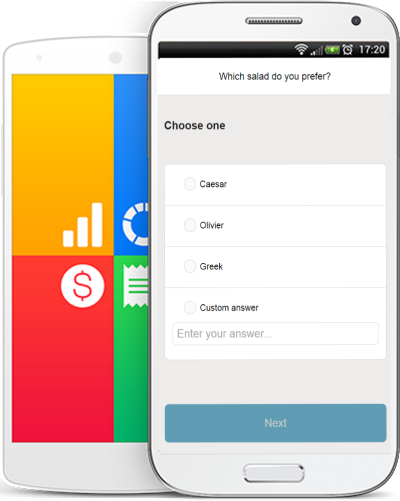 17:20
Which salad do you prefer?
Choose one
Caesar
Olivier
Greek
Custom answer
Enter your answer...
Next
$